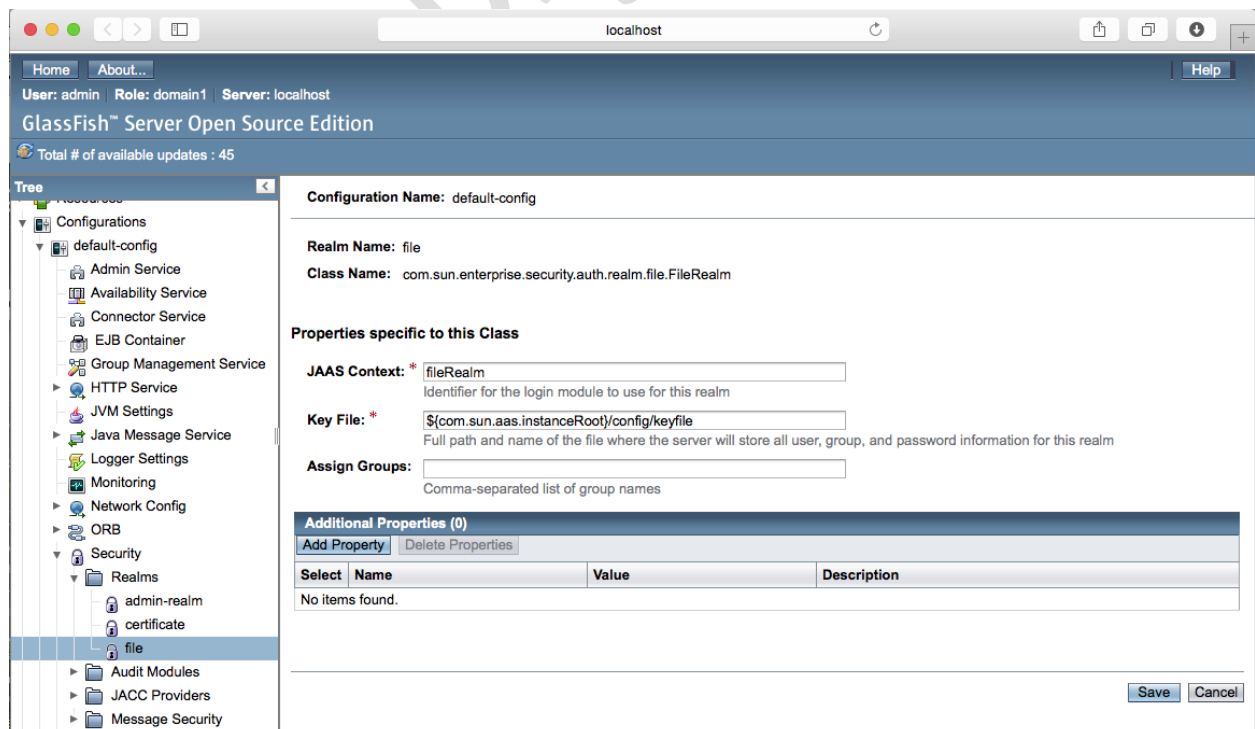 localhost
Home About... Help
User: admin Role: domain1 Server: localhost
GlassFish™ Server Open Source Edition
Total # of available updates : 45
Tree
Resources
Configurations
default-config
Admin Service
Availability Service
Connector Service
EJB Container
Group Management Service
HTTP Service
JVM Settings
Java Message Service
Logger Settings
Monitoring
Network Config
ORB
Security
Realms
admin-realm
certificate
file
Audit Modules
JACC Providers
Message Security
Configuration Name: default-config
Realm Name: file
Class Name: com.sun.enterprise.security.auth.realm.file.FileRealm
Properties specific to this Class
JAAS Context: * fileRealm
Identifier for the login module to use for this realm
Key File: * ${com.sun.aas.instanceRoot}/config/keyfile
Full path and name of the file where the server will store all user, group, and password information for this realm
Assign Groups:
Comma-separated list of group names
Additional Properties (0)
Add Property Delete Properties
Select Name Value Description
No items found.
Save Cancel